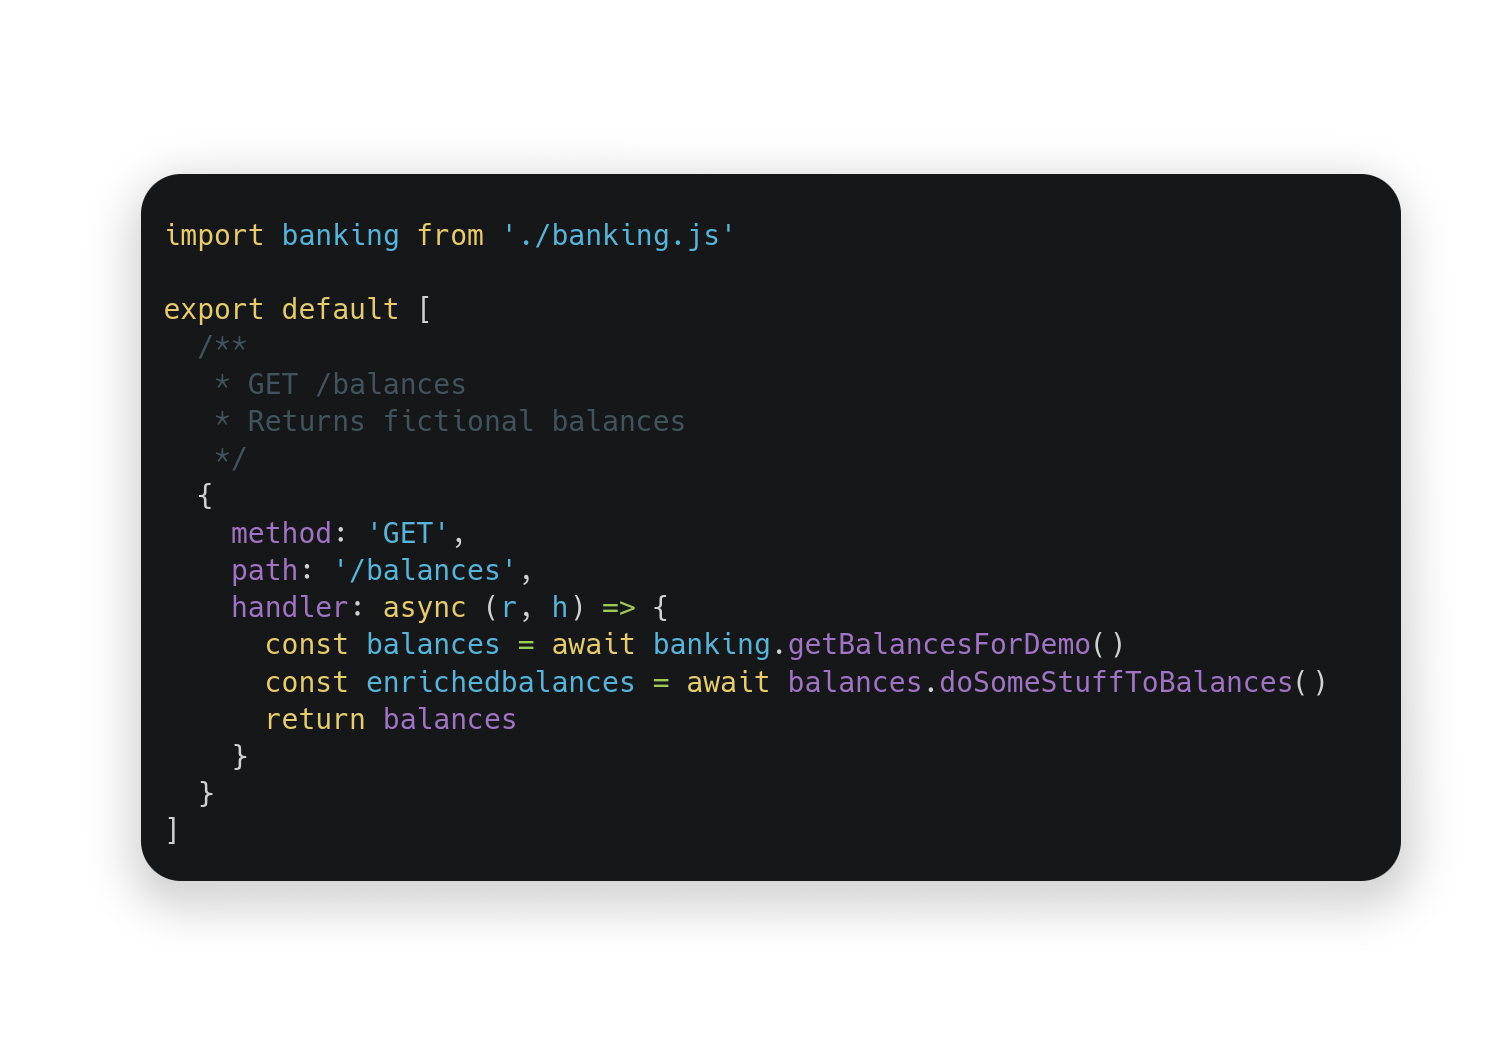 import banking from './banking.js'

export default [
  /**
   * GET /balances
   * Returns fictional balances
   */
  {
    method: 'GET',
    path: '/balances',
    handler: async (r, h) => {
      const balances = await banking.getBalancesForDemo()
      const enrichedbalances = await balances.doSomeStuffToBalances()
      return balances
    }
  }
]